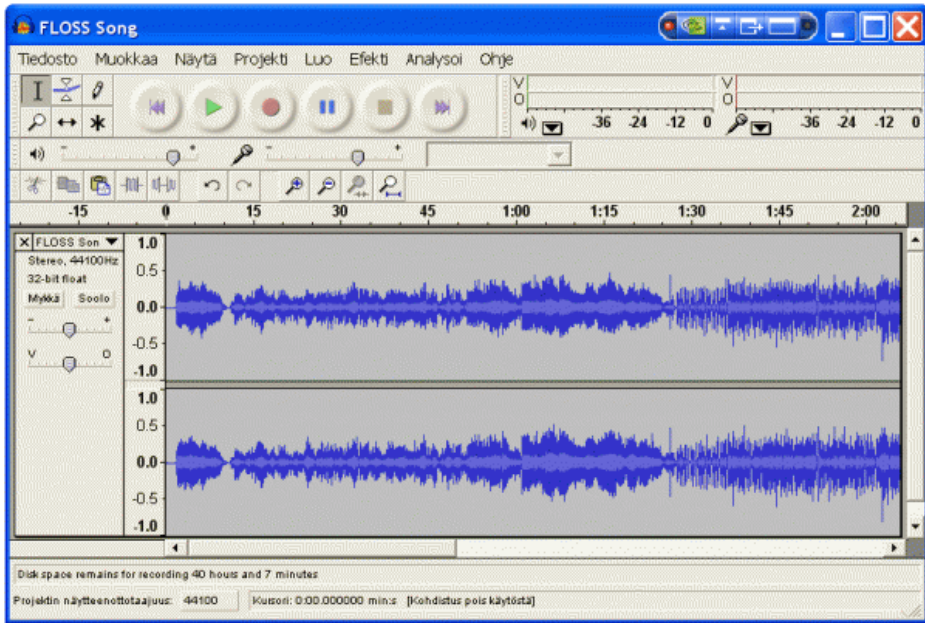 FLOSS Song
Tiedosto Muokkaa Näytä Projekti Luo Efekti Analysoi Ohje
V
O
-36 -24 -12 0
V
O
-36 -24 -12 0
- +
- +
-15 0 15 30 45 1:00 1:15 1:30 1:45 2:00
X FLOSS Son
Stereo, 44100Hz
32-bit float
Mykkä Soolo
- +
V O
1.0
0.5
0.0
-0.5
-1.0
1.0
0.5
0.0
-0.5
-1.0
Disk space remains for recording 40 hours and 7 minutes
Projektin näytteenottotaajuus: 44100 Kursori: 0:00.000000 min:s [Kohdistus pois käytöstä]